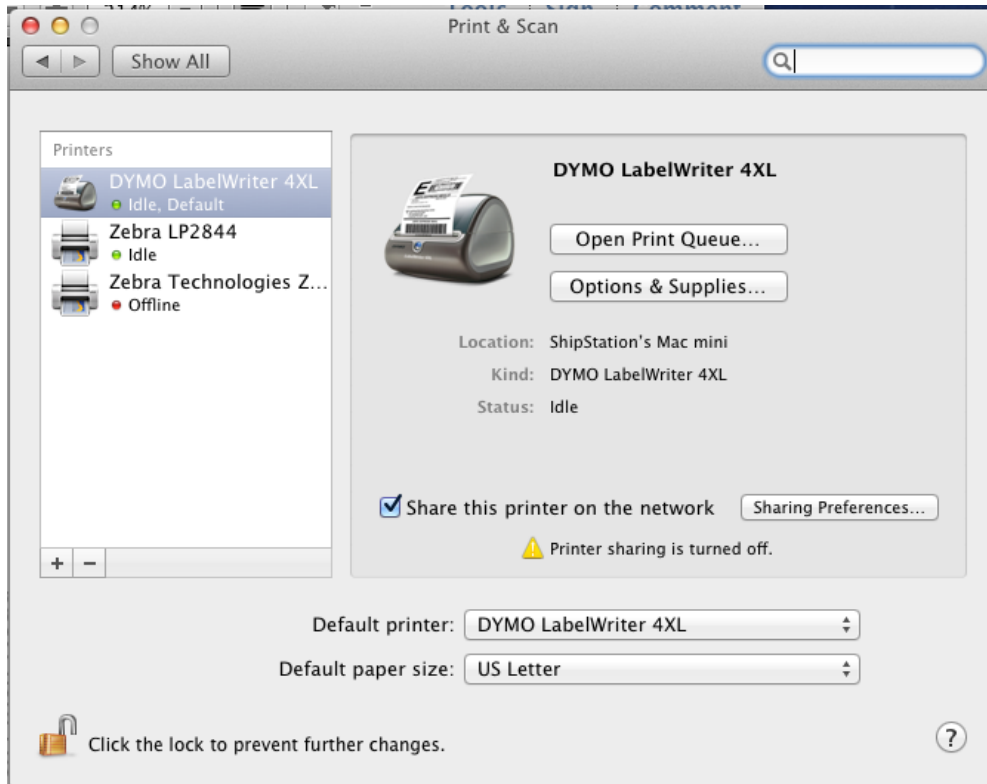 Print & Scan
Show All
Printers
DYMO LabelWriter 4XL
Idle, Default
Zebra LP2844
Idle
Zebra Technologies Z...
Offline
DYMO LabelWriter 4XL
Open Print Queue...
Options & Supplies...
Location: ShipStation's Mac mini
Kind: DYMO LabelWriter 4XL
Status: Idle
Share this printer on the network
Sharing Preferences...
Printer sharing is turned off.
+ −
Default printer: DYMO LabelWriter 4XL
Default paper size: US Letter
Click the lock to prevent further changes.
?